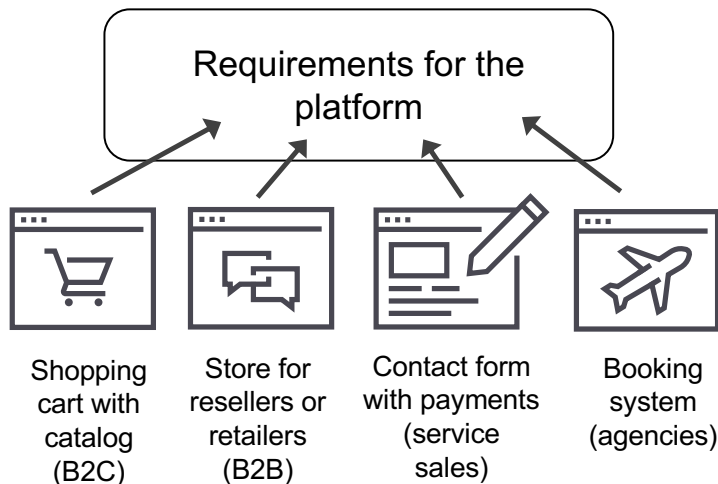 Requirements for the
platform
Shopping
cart with
catalog
(B2C)
Store for
resellers or
retailers
(B2B)
Contact form
with payments
(service
sales)
Booking
system
(agencies)